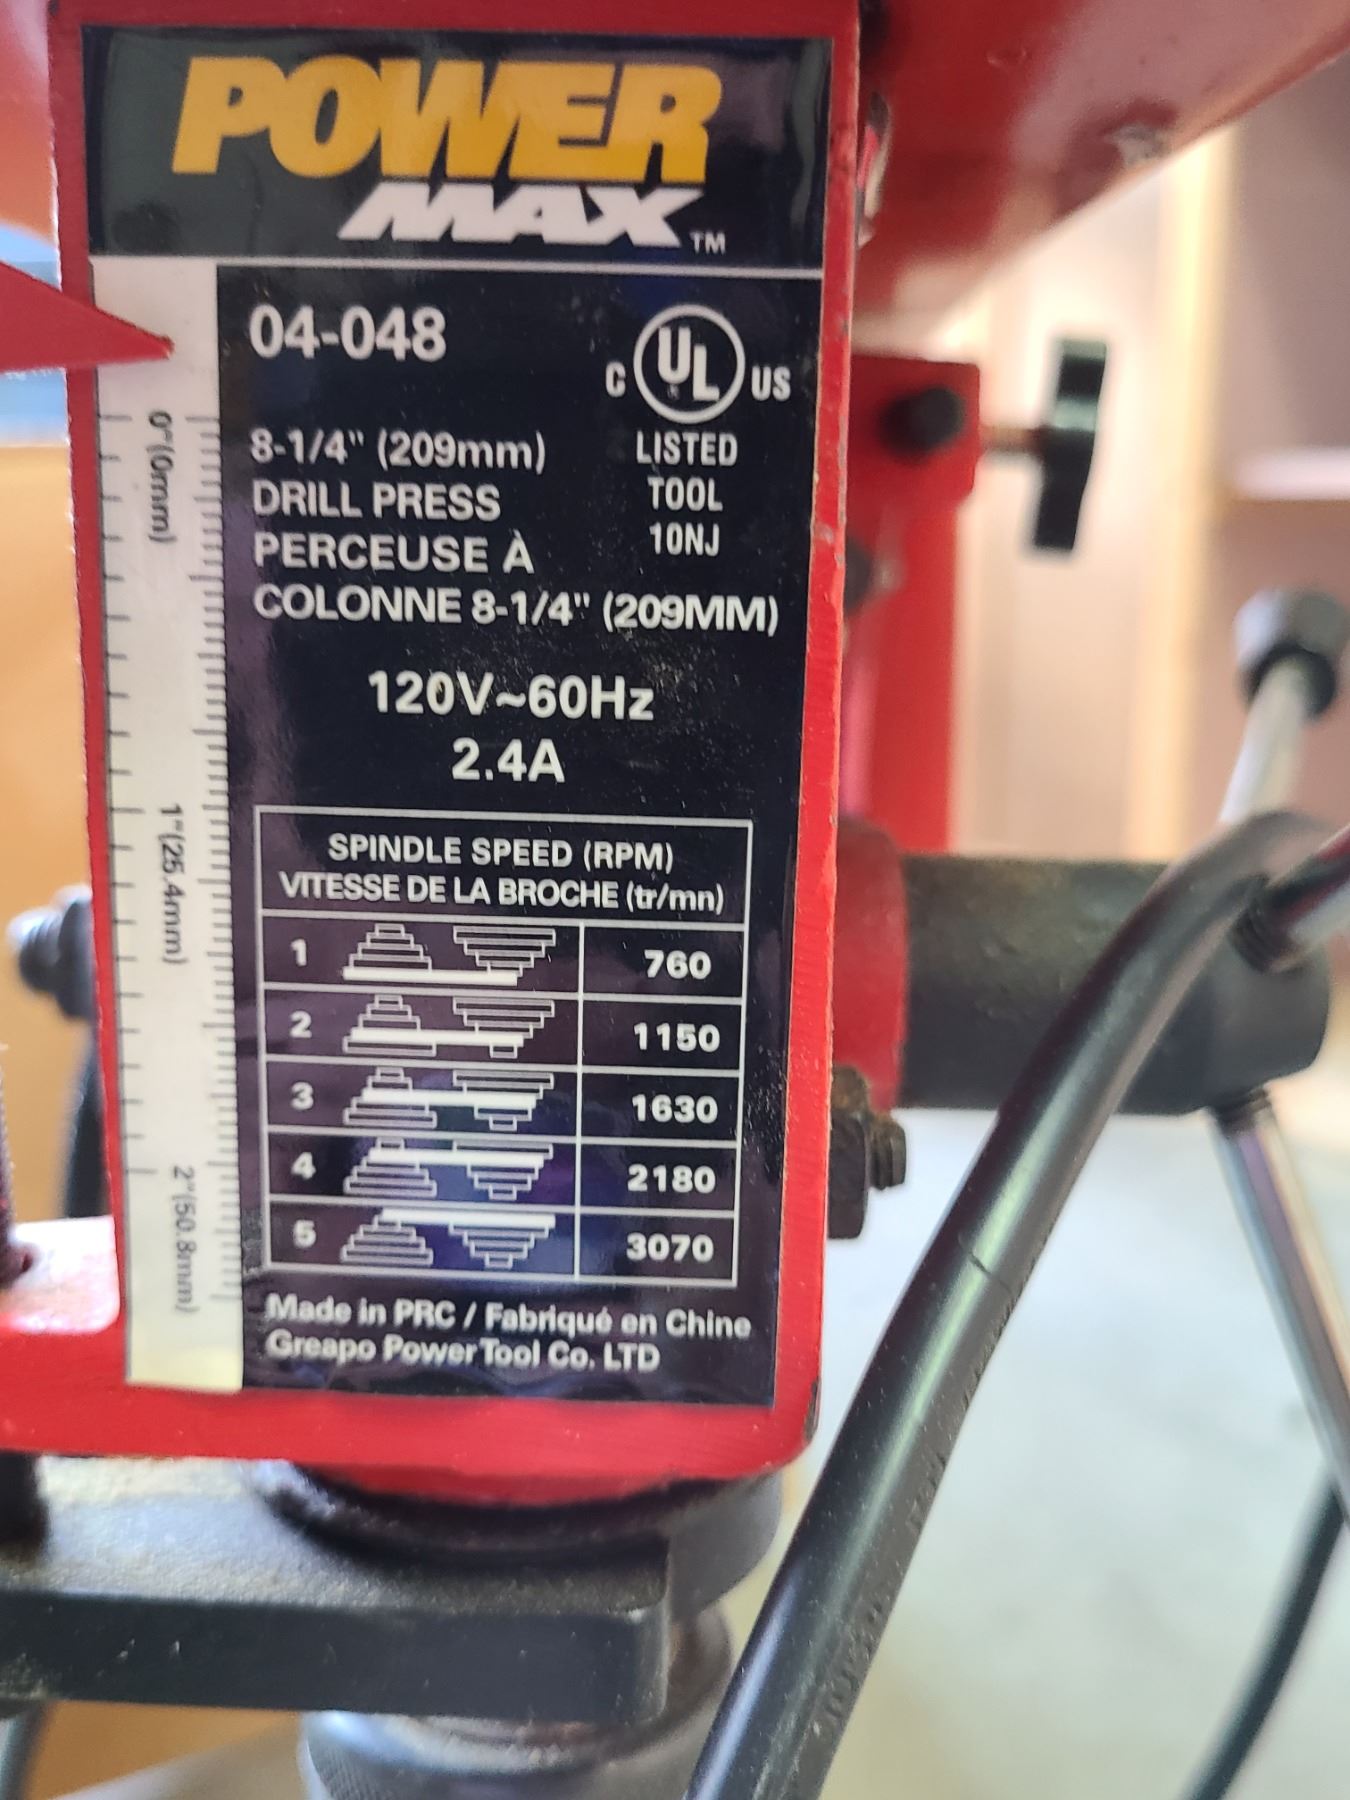 POWER
MAX™
04-048
C UL US
LISTED
TOOL
10NJ
8-1/4" (209mm)
DRILL PRESS
PERCEUSE À
COLONNE 8-1/4" (209MM)
120V~60Hz
2.4A
0"(0mm)
1"(25.4mm)
2"(50.8mm)
SPINDLE SPEED (RPM)
VITESSE DE LA BROCHE (tr/mn)
1 760
2 1150
3 1630
4 2180
5 3070
Made in PRC / Fabriqué en Chine
Greapo Power Tool Co. LTD